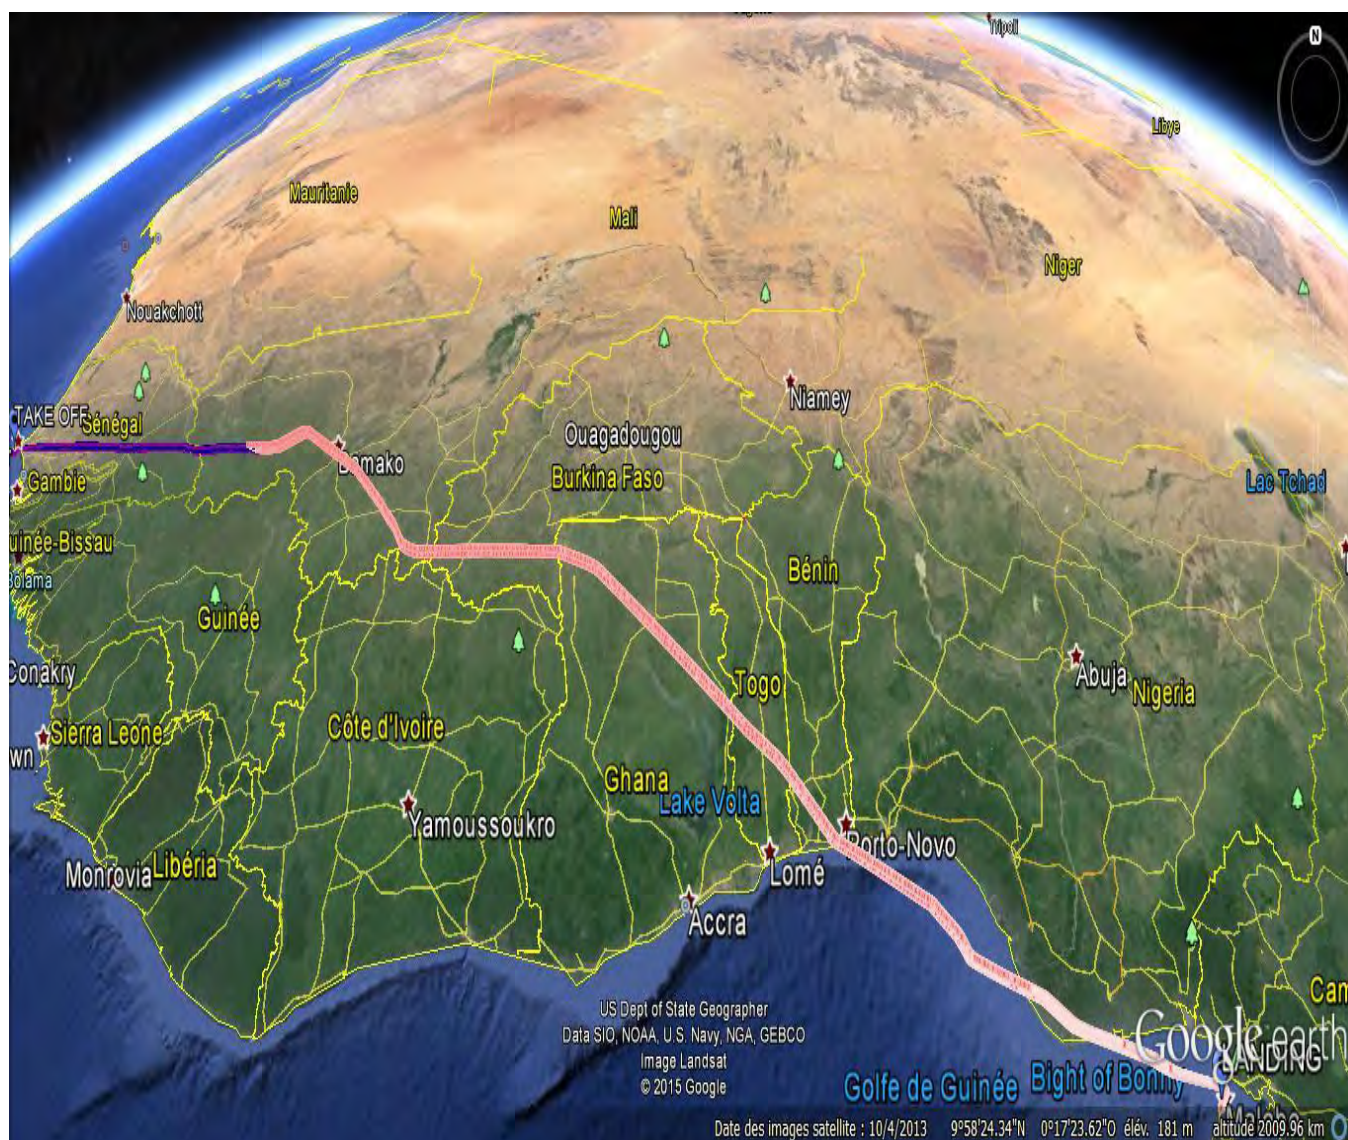 Tripoli
N
Libye
Mauritanie
Mali
Niger
Nouakchott
Niamey
TAKE OFF
Sénégal
Ouagadougou
Bamako
Burkina Faso
Gambie
Lac Tchad
uinée-Bissau
Bolama
Bénin
Guinée
Conakry
Abuja
Togo
Nigeria
Sierra Leone
Côte d'Ivoire
wn
Ghana
Lake Volta
Yamoussoukro
Porto-Novo
Monrovia
Libéria
Lomé
Accra
Cam
US Dept of State Geographer
Data SIO, NOAA, U.S. Navy, NGA, GEBCO
Image Landsat
© 2015 Google
Google earth
LANDING
Golfe de Guinée
Bight of Bonny
Malabo
Date des images satellite : 10/4/2013 9°58'24.34"N 0°17'23.62"O élév. 181 m altitude 2009.96 km